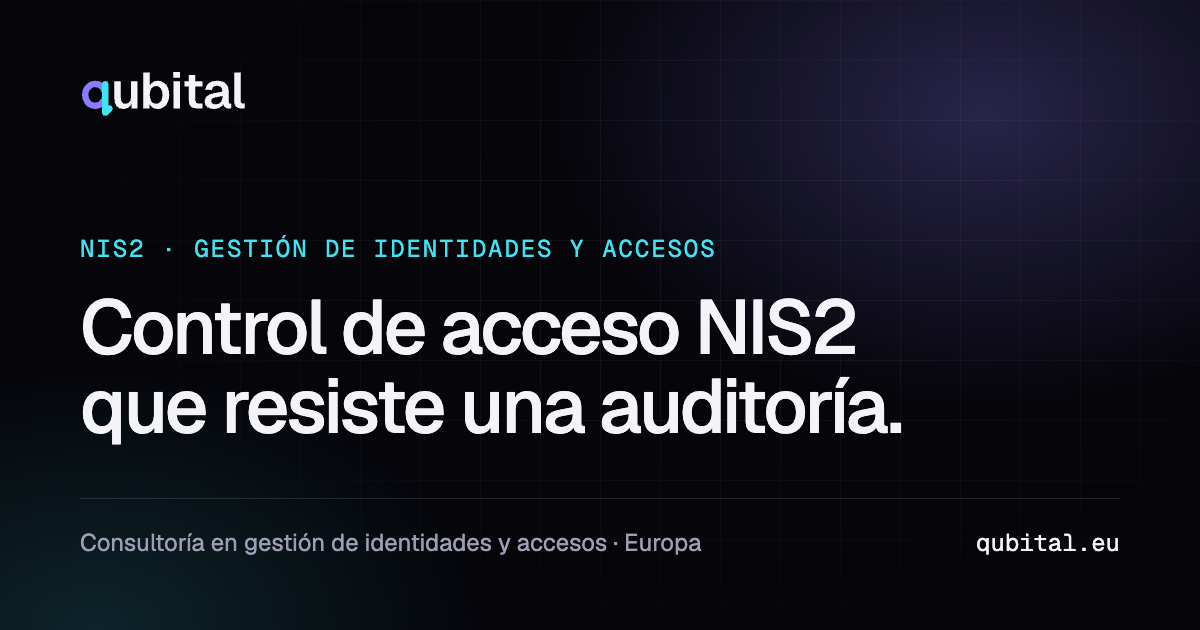 qubital
NIS2 · GESTIÓN DE IDENTIDADES Y ACCESOS
Control de acceso NIS2
que resiste una auditoría.
Consultoría en gestión de identidades y accesos · Europa
qubital.eu